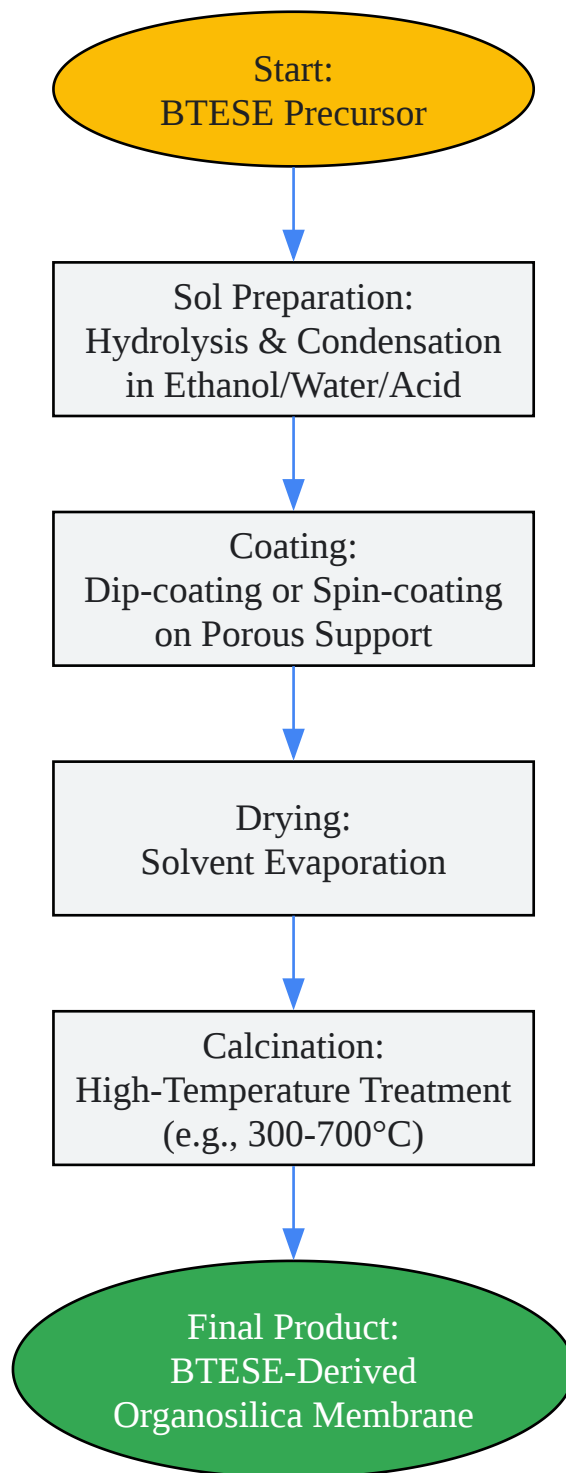 Start:
BTESE Precursor
Sol Preparation:
Hydrolysis & Condensation
in Ethanol/Water/Acid
Coating:
Dip-coating or Spin-coating
on Porous Support
Drying:
Solvent Evaporation
Calcination:
High-Temperature Treatment
(e.g., 300-700°C)
Final Product:
BTESE-Derived
Organosilica Membrane